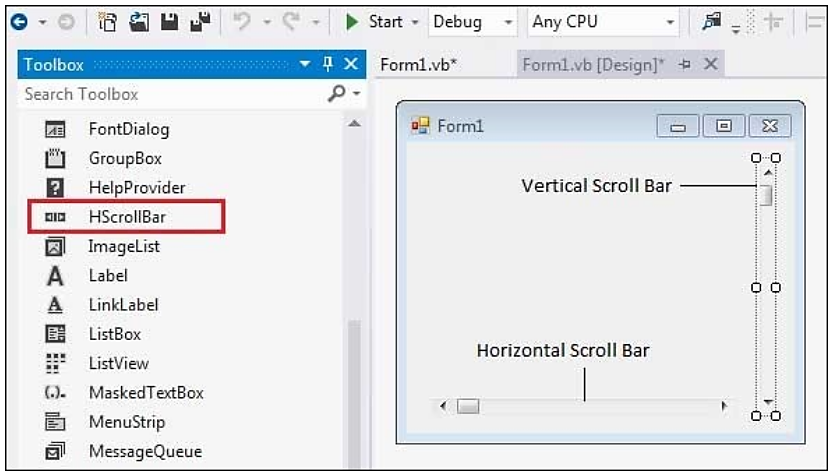 Start
Debug
Any CPU
Toolbox
Form1.vb*
Form1.vb [Design]*
Search Toolbox
FontDialog
GroupBox
HelpProvider
HScrollBar
ImageList
Label
LinkLabel
ListBox
ListView
MaskedTextBox
MenuStrip
MessageQueue
Form1
Vertical Scroll Bar
Horizontal Scroll Bar